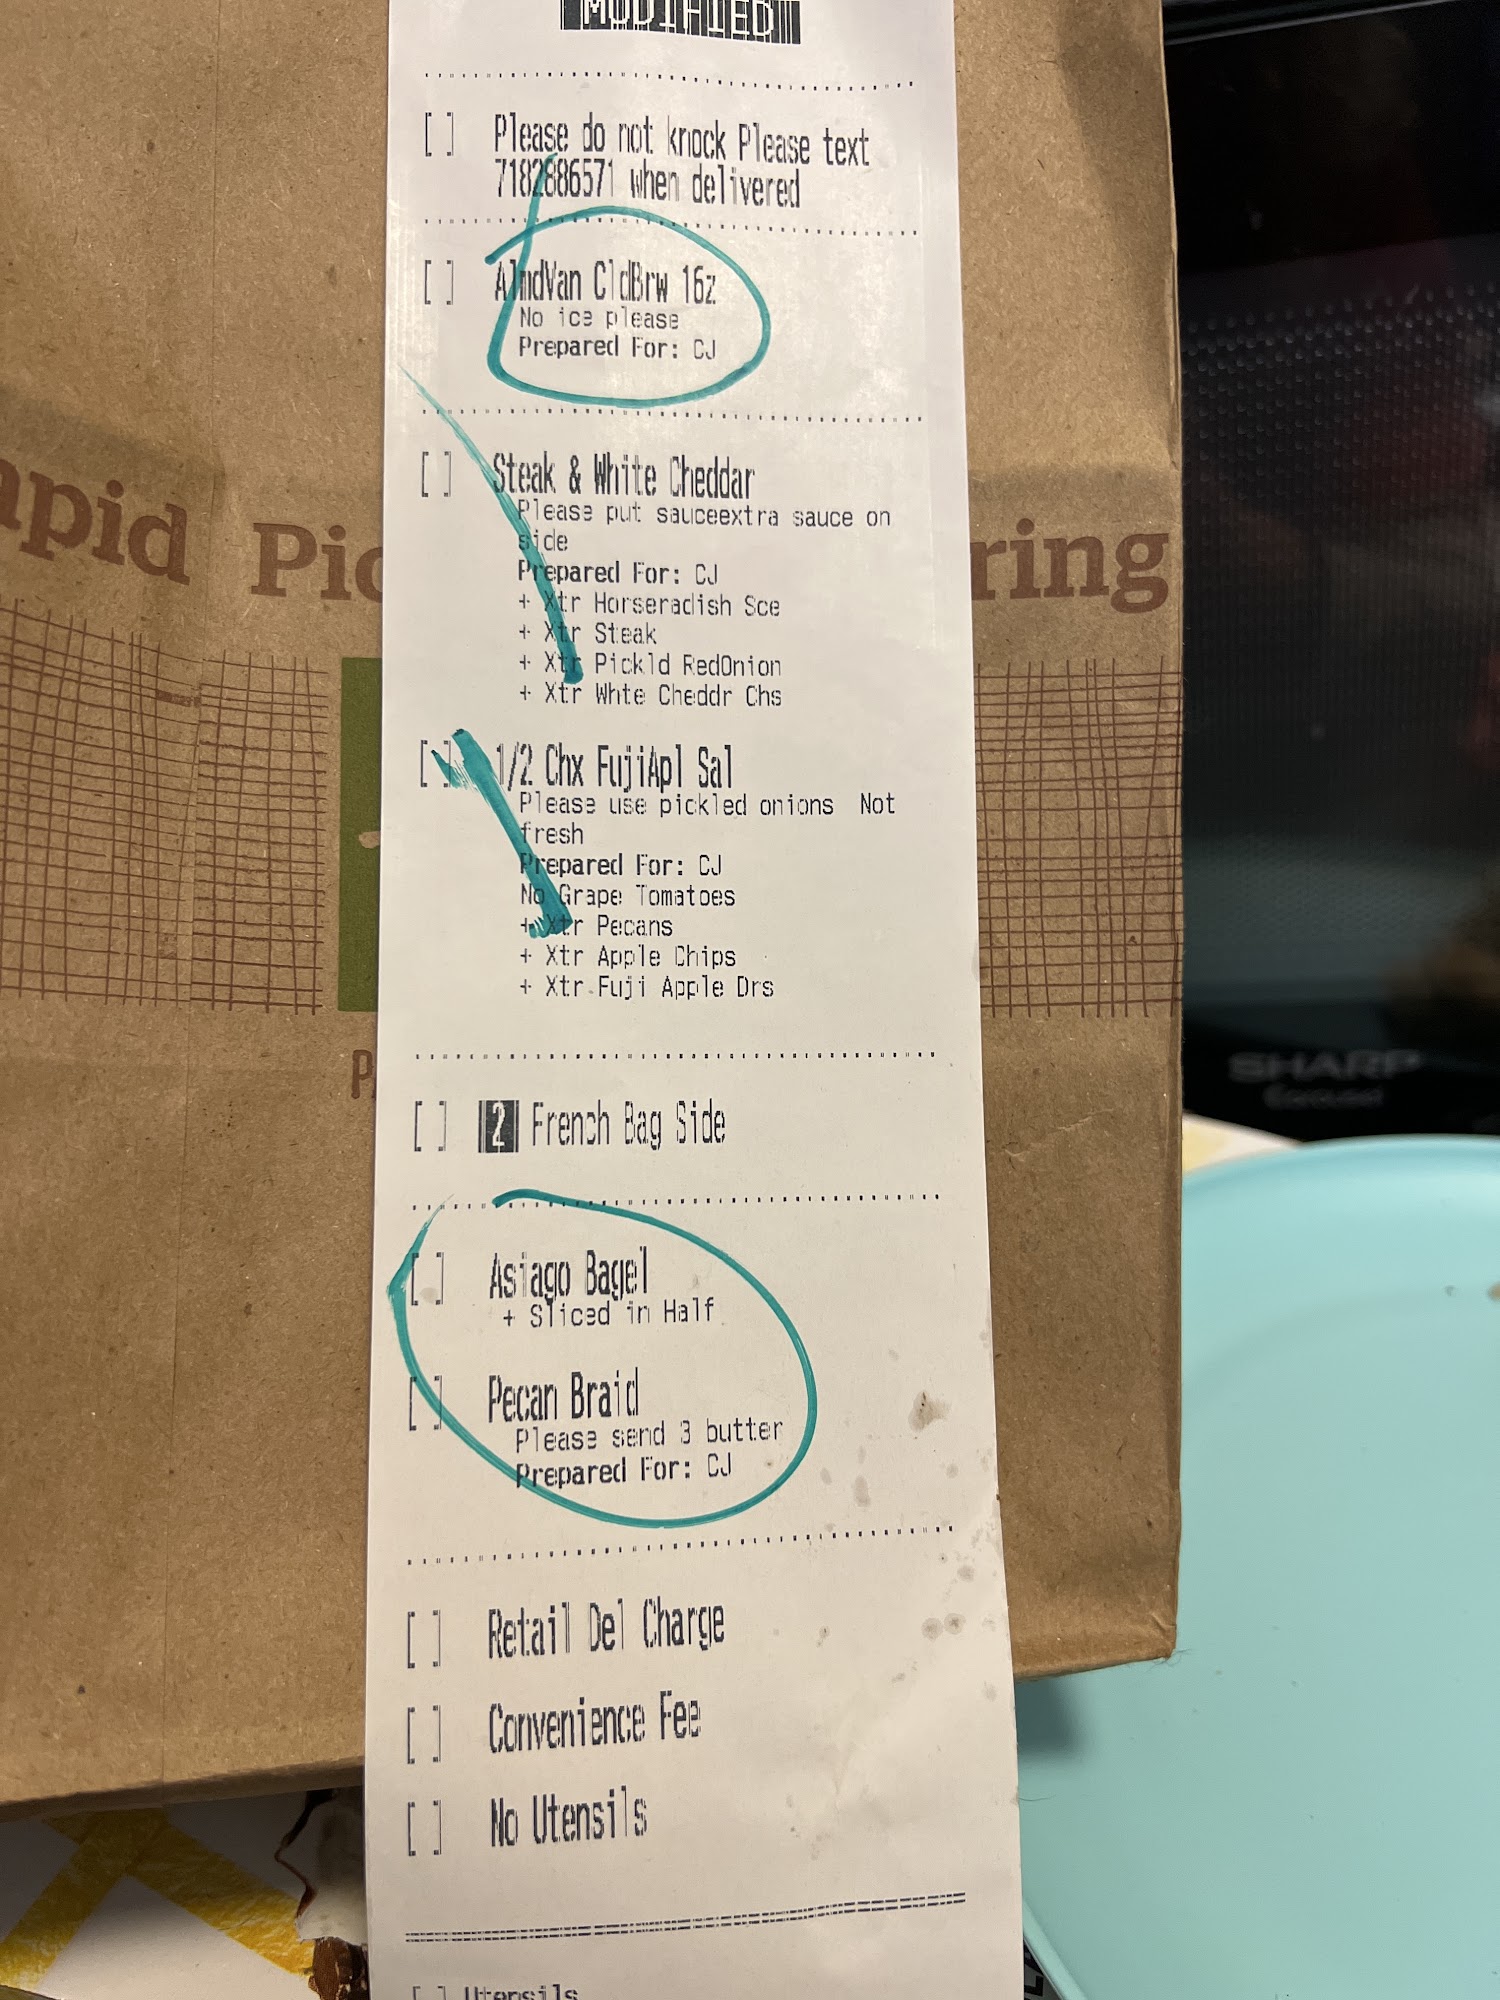 MODIFIED
[ ] Please do not knock Please text
7182886571 when delivered
[ ] AlmdVan CldBrw 16z
No ice please
Prepared For: CJ
[ ] Steak & White Cheddar
Please put sauceextra sauce on
side
Prepared For: CJ
+ Xtr Horseradish Sce
+ Xtr Steak
+ Xtr Pickld RedOnion
+ Xtr Whte Cheddr Chs
[ ] 1/2 Chx FujiApl Sal
Please use pickled onions Not
fresh
Prepared For: CJ
No Grape Tomatoes
+ Xtr Pecans
+ Xtr Apple Chips
+ Xtr Fuji Apple Drs
[ ] 2 French Bag Side
[ ] Asiago Bagel
+ Sliced in Half
[ ] Pecan Braid
Please send 3 butter
Prepared For: CJ
[ ] Retail Del Charge
[ ] Convenience Fee
[ ] No Utensils
[ ] Utensils
apid Pic
ring
P
SHARP
Carousel